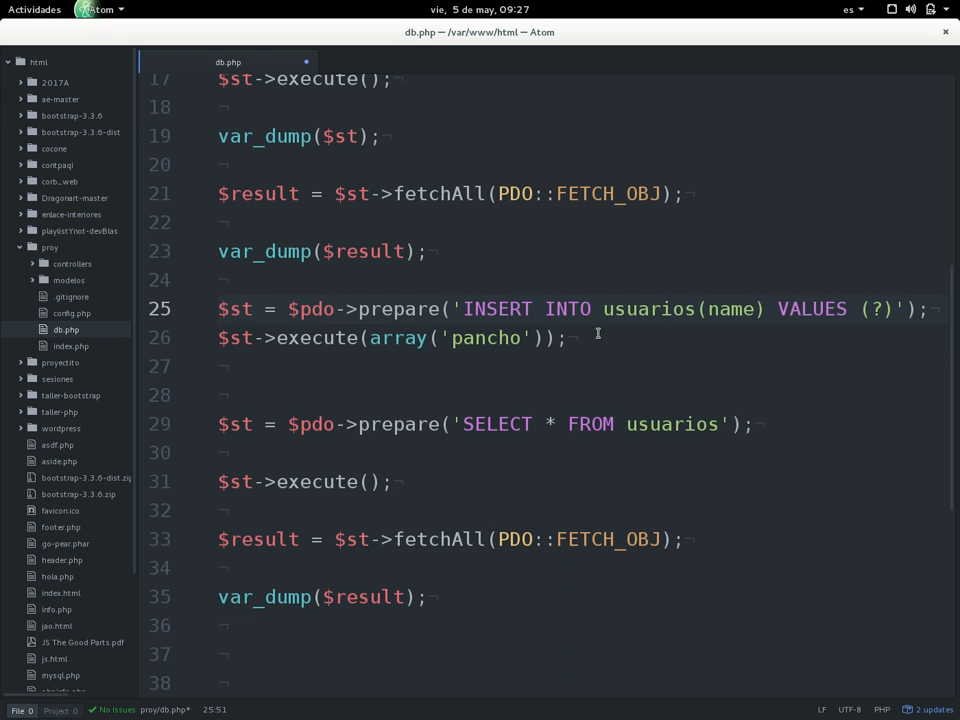 Actividades
Atom
vie, 5 de may, 09:27
es
db.php — /var/www/html — Atom
html
2017A
ae-master
bootstrap-3.3.6
bootstrap-3.3.6-dist
cocone
contpaqi
corb_web
Dragonart-master
enlace-interiores
playlistYnot-devBlas
proy
controllers
modelos
.gitignore
config.php
db.php
index.php
proyectito
sesiones
taller-bootstrap
taller-php
wordpress
asdf.php
aside.php
bootstrap-3.3.6-dist.zip
bootstrap-3.3.6.zip
favicon.ico
footer.php
go-pear.phar
header.php
hola.php
index.html
info.php
jao.html
JS The Good Parts.pdf
js.html
mysql.php
db.php
17 $st->execute();¬
18 ¬
19 var_dump($st);¬
20 ¬
21 $result = $st->fetchAll(PDO::FETCH_OBJ);¬
22 ¬
23 var_dump($result);¬
24 ¬
25 $st = $pdo->prepare('INSERT INTO usuarios(name) VALUES (?)');¬
26 $st->execute(array('pancho'));¬
27 ¬
28 ¬
29 $st = $pdo->prepare('SELECT * FROM usuarios');¬
30 ¬
31 $st->execute();¬
32 ¬
33 $result = $st->fetchAll(PDO::FETCH_OBJ);¬
34 ¬
35 var_dump($result);¬
36 ¬
37 ¬
38 ¬
File 0 Project 0 No Issues proy/db.php* 25:51 LF UTF-8 PHP 2 updates